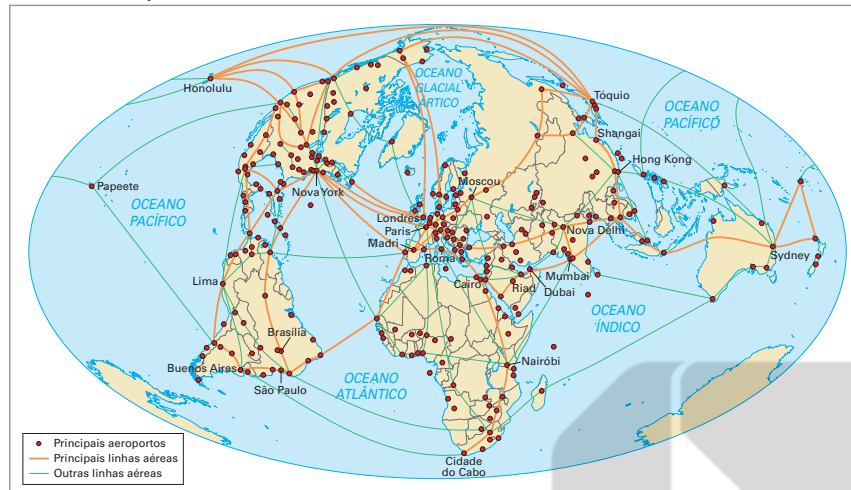 OCEANO
GLACIAL
ÁRTICO
Honolulu
Tóquio
OCEANO
PACÍFICO
Shangai
Hong Kong
Moscou
Papeete
Nova York
OCEANO
PACÍFICO
Londres
Paris
Nova Delhi
Madri
Roma
Sydney
Lima
Cairo
Riad
Mumbai
Dubai
OCEANO
ÍNDICO
Brasília
Nairóbi
Buenos Aires
OCEANO
ATLÂNTICO
São Paulo
Principais aeroportos
Principais linhas aéreas
Outras linhas aéreas
Cidade
do Cabo